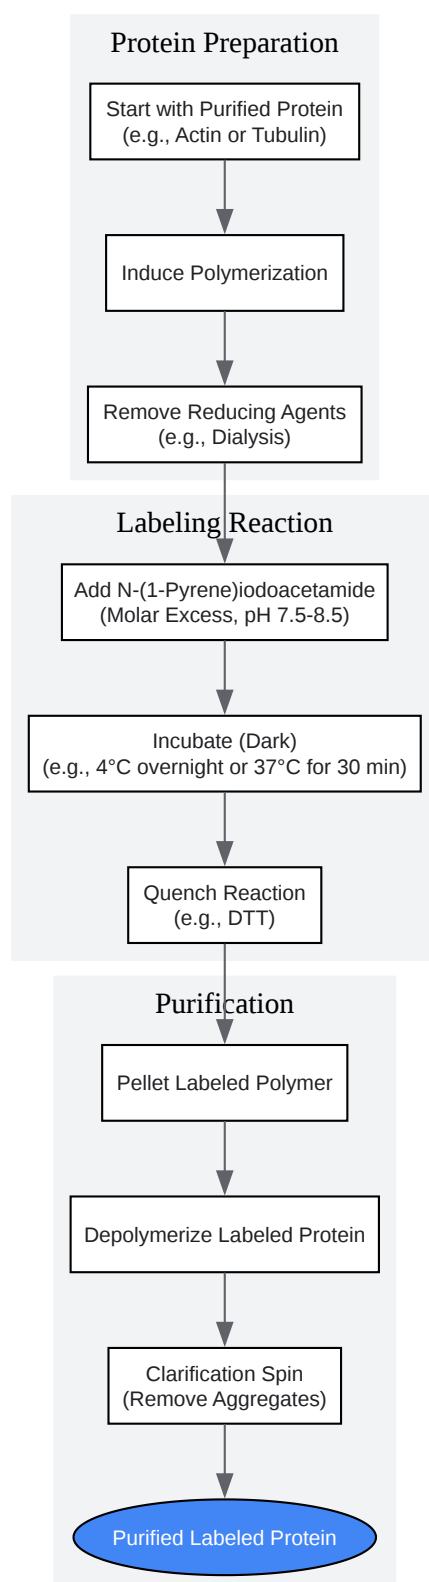 Protein Preparation
Start with Purified Protein
(e.g., Actin or Tubulin)
Induce Polymerization
Remove Reducing Agents
(e.g., Dialysis)
Labeling Reaction
Add N-(1-Pyrene)iodoacetamide
(Molar Excess, pH 7.5-8.5)
Incubate (Dark)
(e.g., 4°C overnight or 37°C for 30 min)
Quench Reaction
(e.g., DTT)
Purification
Pellet Labeled Polymer
Depolymerize Labeled Protein
Clarification Spin
(Remove Aggregates)
Purified Labeled Protein